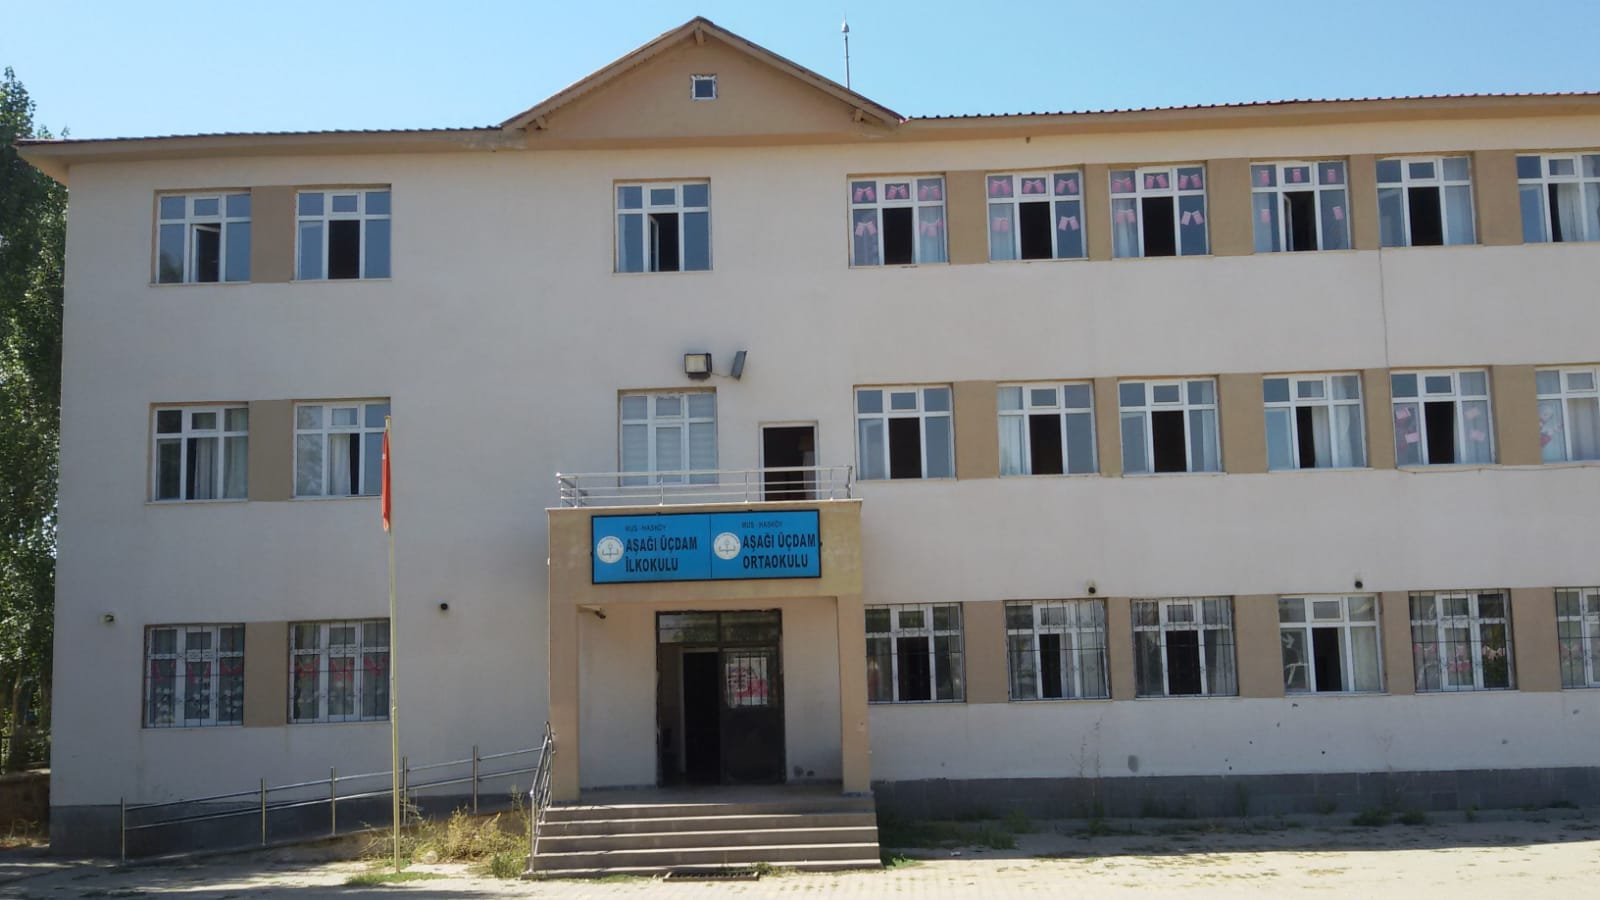 MUŞ - HASKÖY
AŞAĞI ÜÇDAM
İLKOKULU
MUŞ - HASKÖY
AŞAĞI ÜÇDAM
ORTAOKULU